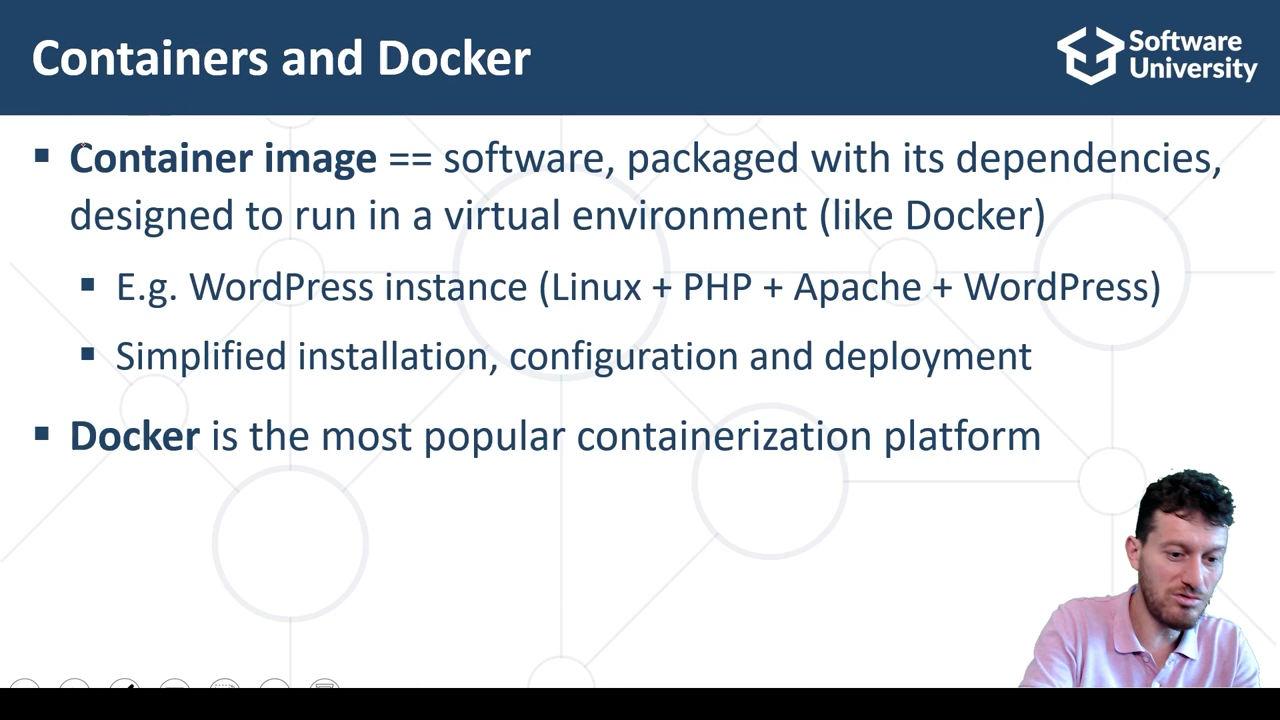 Containers and Docker
Software
University
Container image == software, packaged with its dependencies,
designed to run in a virtual environment (like Docker)
E.g. WordPress instance (Linux + PHP + Apache + WordPress)
Simplified installation, configuration and deployment
Docker is the most popular containerization platform